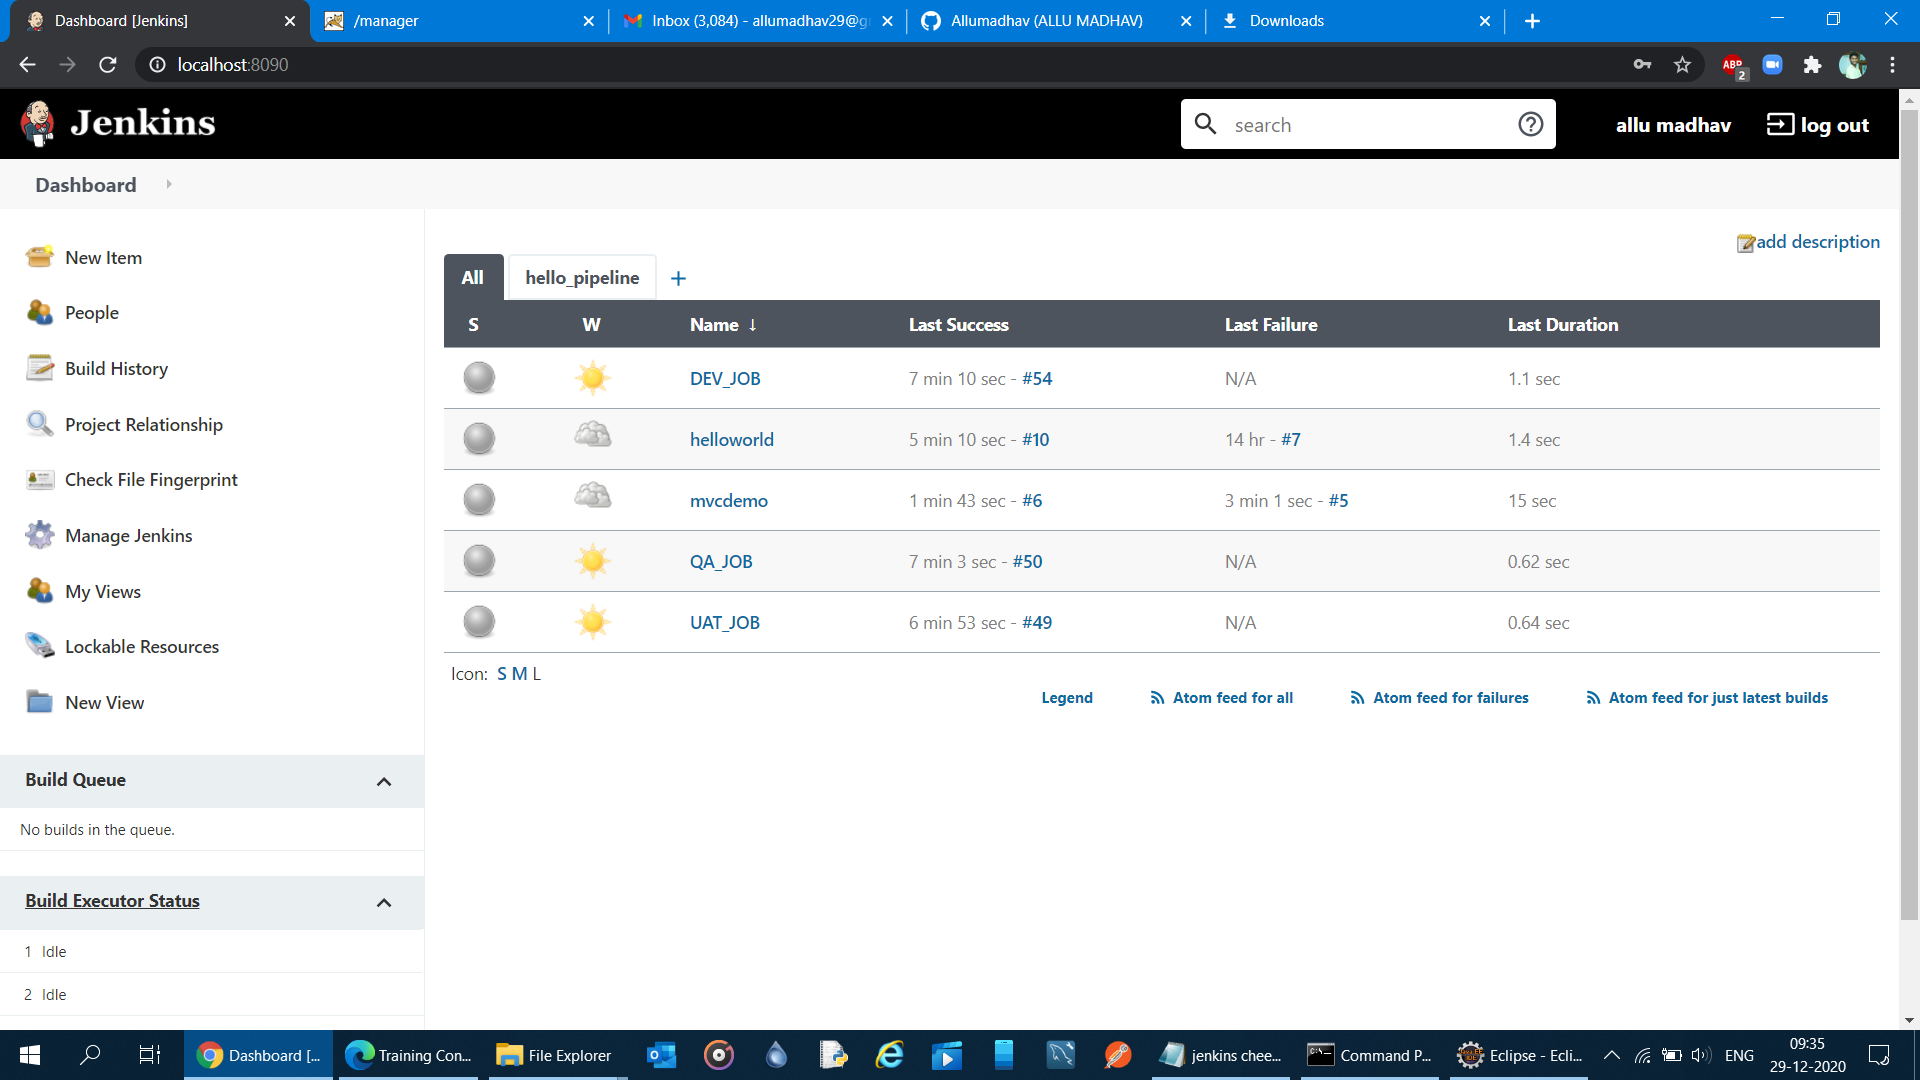 Dashboard [Jenkins]
/manager
Inbox (3,084) - allumadhav29@g
Allumadhav (ALLU MADHAV)
Downloads
localhost:8090
ABP
2
Jenkins
search
allu madhav
log out
Dashboard
New Item
People
Build History
Project Relationship
Check File Fingerprint
Manage Jenkins
My Views
Lockable Resources
New View
Build Queue
No builds in the queue.
Build Executor Status
1 Idle
2 Idle
add description
All
hello_pipeline
+
S W Name ↓ Last Success Last Failure Last Duration
DEV_JOB 7 min 10 sec - #54 N/A 1.1 sec
helloworld 5 min 10 sec - #10 14 hr - #7 1.4 sec
mvcdemo 1 min 43 sec - #6 3 min 1 sec - #5 15 sec
QA_JOB 7 min 3 sec - #50 N/A 0.62 sec
UAT_JOB 6 min 53 sec - #49 N/A 0.64 sec
Icon: S M L
Legend Atom feed for all Atom feed for failures Atom feed for just latest builds
Dashboard [...
Training Con...
File Explorer
jenkins chee...
Command P...
Eclipse - Ecli...
ENG
09:35
29-12-2020